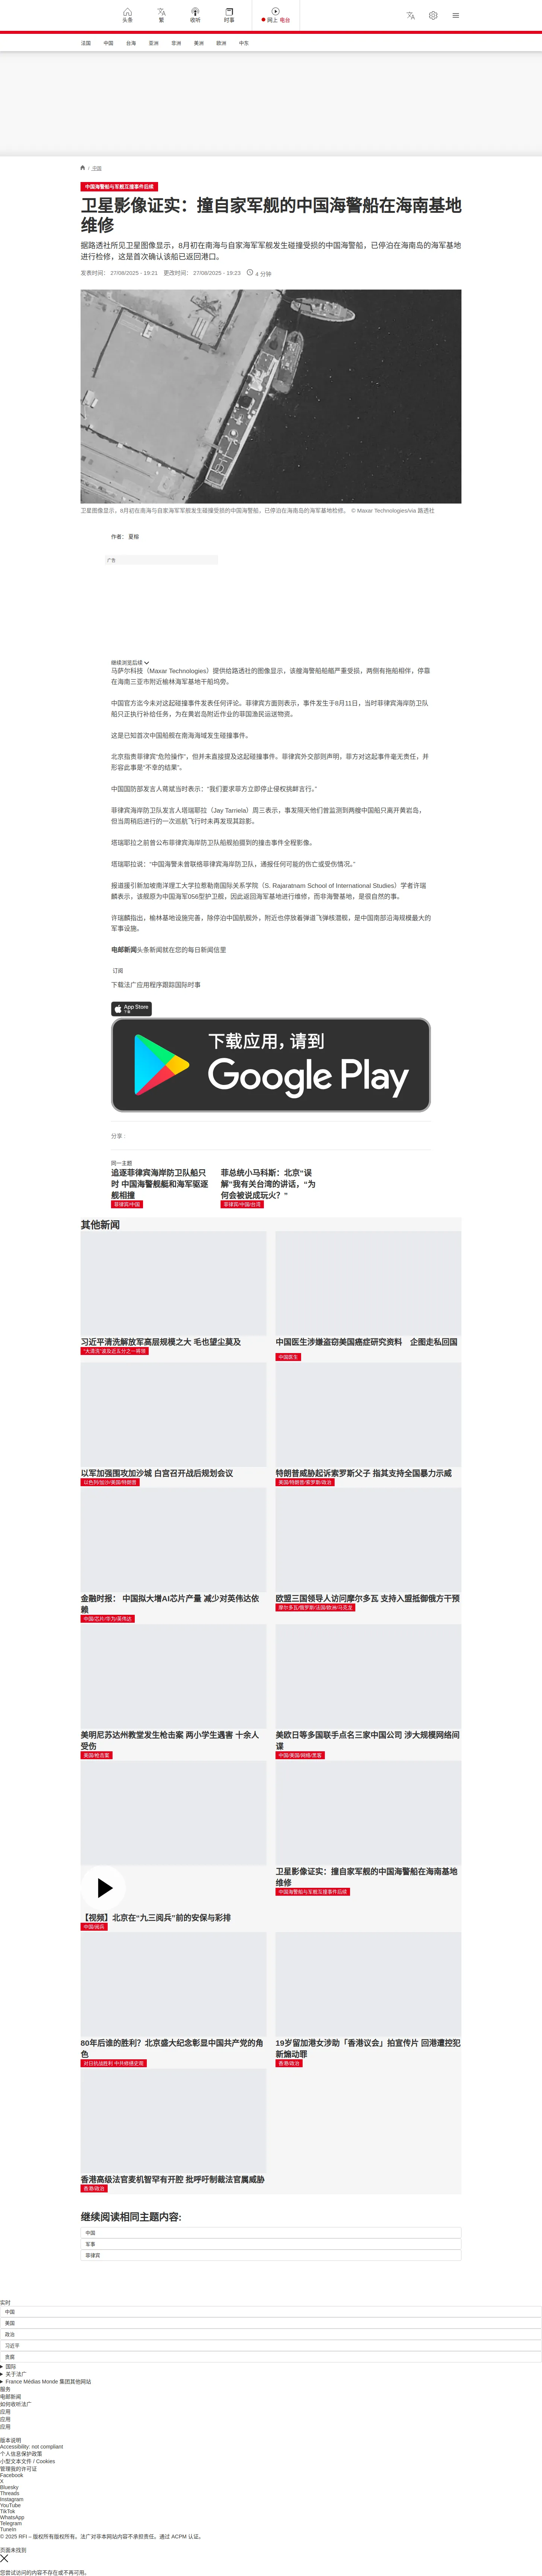 头条
繁
收听
时事
网上 电台
法国
中国
台海
亚洲
非洲
美洲
欧洲
中东
/ 中国
中国海警船与军舰互撞事件后续
卫星影像证实：撞自家军舰的中国海警船在海南基地
维修
据路透社所见卫星图像显示，8月初在南海与自家海军军舰发生碰撞受损的中国海警船，已停泊在海南岛的海军基地
进行检修，这是首次确认该船已返回港口。
发表时间： 27/08/2025 - 19:21 更改时间： 27/08/2025 - 19:23 4 分钟
卫星图像显示，8月初在南海与自家海军军舰发生碰撞受损的中国海警船，已停泊在海南岛的海军基地检修。 © Maxar Technologies/via 路透社
作者： 夏榕
广告
继续浏览后续
马萨尔科技（Maxar Technologies）提供给路透社的图像显示，该艘海警船船艏严重受损，两侧有拖船相伴，停靠
在海南三亚市附近榆林海军基地干船坞旁。
中国官方迄今未对这起碰撞事件发表任何评论。菲律宾方面则表示，事件发生于8月11日，当时菲律宾海岸防卫队
船只正执行补给任务，为在黄岩岛附近作业的菲国渔民运送物资。
这是已知首次中国船舰在南海海域发生碰撞事件。
北京指责菲律宾“危险操作”，但并未直接提及这起碰撞事件。菲律宾外交部则声明，菲方对这起事件毫无责任，并
形容此事是“不幸的结果”。
中国国防部发言人蒋斌当时表示：“我们要求菲方立即停止侵权挑衅言行。”
菲律宾海岸防卫队发言人塔瑞耶拉（Jay Tarriela）周三表示，事发隔天他们曾监测到两艘中国船只离开黄岩岛，
但当周稍后进行的一次巡航飞行时未再发现其踪影。
塔瑞耶拉之前曾公布菲律宾海岸防卫队船舰拍摄到的撞击事件全程影像。
塔瑞耶拉说：“中国海警未曾联络菲律宾海岸防卫队，通报任何可能的伤亡或受伤情况。”
报道援引新加坡南洋理工大学拉惹勒南国际关系学院（S. Rajaratnam School of International Studies）学者许瑞
麟表示，该舰原为中国海军056型护卫舰，因此返回海军基地进行维修，而非海警基地，是很自然的事。
许瑞麟指出，榆林基地设施完善，除停泊中国航舰外，附近也停放着弹道飞弹核潜舰，是中国南部沿海规模最大的
军事设施。
电邮新闻头条新闻就在您的每日新闻信里
订阅
下载法广应用程序跟踪国际时事
App Store
下载
下载应用，请到
Google Play
分享 :
同一主题
追逐菲律宾海岸防卫队船只
时 中国海警舰艇和海军驱逐
舰相撞
菲律宾/中国
菲总统小马科斯：北京“误
解”我有关台湾的讲话，“为
何会被说成玩火？”
菲律宾/中国/台湾
其他新闻
习近平清洗解放军高层规模之大 毛也望尘莫及
“大清洗”波及近五分之一将领
中国医生涉嫌盗窃美国癌症研究资料 企图走私回国
中国医生
以军加强围攻加沙城 白宫召开战后规划会议
以色列/加沙/美国/特朗普
特朗普威胁起诉索罗斯父子 指其支持全国暴力示威
美国/特朗普/索罗斯/政治
金融时报： 中国拟大增AI芯片产量 减少对英伟达依
赖
中国/芯片/华为/英伟达
欧盟三国领导人访问摩尔多瓦 支持入盟抵御俄方干预
摩尔多瓦/俄罗斯/法国/欧洲/马克龙
美明尼苏达州教堂发生枪击案 两小学生遇害 十余人
受伤
美国/枪击案
美欧日等多国联手点名三家中国公司 涉大规模网络间
谍
中国/美国/网络/黑客
【视频】北京在“九三阅兵”前的安保与彩排
中国/阅兵
卫星影像证实：撞自家军舰的中国海警船在海南基地
维修
中国海警船与军舰互撞事件后续
80年后谁的胜利？北京盛大纪念彰显中国共产党的角
色
对日抗战胜利 中共榜榜史观
19岁留加港女涉助「香港议会」拍宣传片 回港遭控犯
新煽动罪
香港/政治
香港高级法官麦机智罕有开腔 批呼吁制裁法官属威胁
香港/政治
继续阅读相同主题内容:
中国
军事
菲律宾
实时
中国
美国
政治
习近平
贪腐
国际
关于法广
France Médias Monde 集团其他网站
服务
电邮新闻
如何收听法广
应用
应用
应用
版本说明
Accessibility: not compliant
个人信息保护政策
小型文本文件 / Cookies
管理我的许可证
Facebook
X
Bluesky
Threads
Instagram
YouTube
TikTok
WhatsApp
Telegram
TuneIn
© 2025 RFI – 版权所有版权所有。法广对非本网站内容不承担责任。通过 ACPM 认证。
页面未找到
您尝试访问的内容不存在或不再可用。